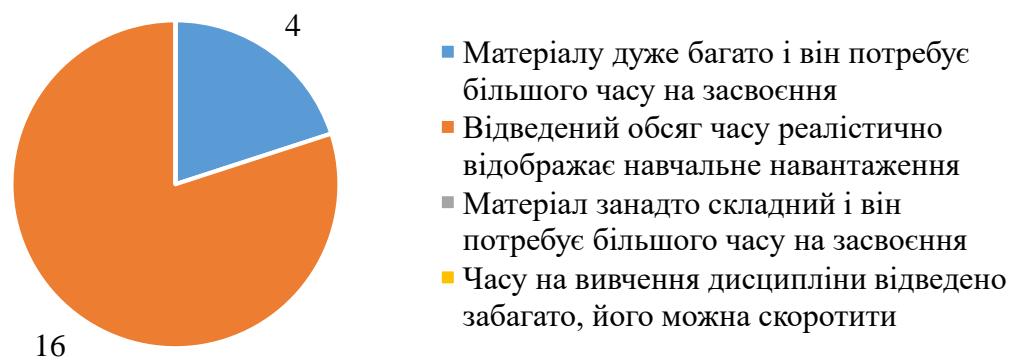 4
Матеріалу дуже багато і він потребує
більшого часу на засвоєння
Відведений обсяг часу реалістично
відображає навчальне навантаження
Матеріал занадто складний і він
потребує більшого часу на засвоєння
Часу на вивчення дисципліни відведено
забагато, його можна скоротити
16